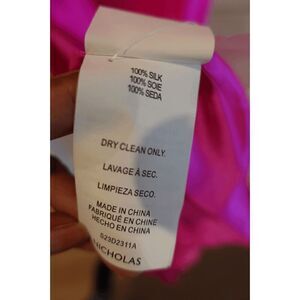 100% SILK
100% SOIE
100% SEDA
DRY CLEAN ONLY.
LAVAGE À SEC.
LIMPIEZA SECO.
MADE IN CHINA
FABRIQUÉ EN CHINE
HECHO EN CHINA
S23D2311A
NICHOLAS